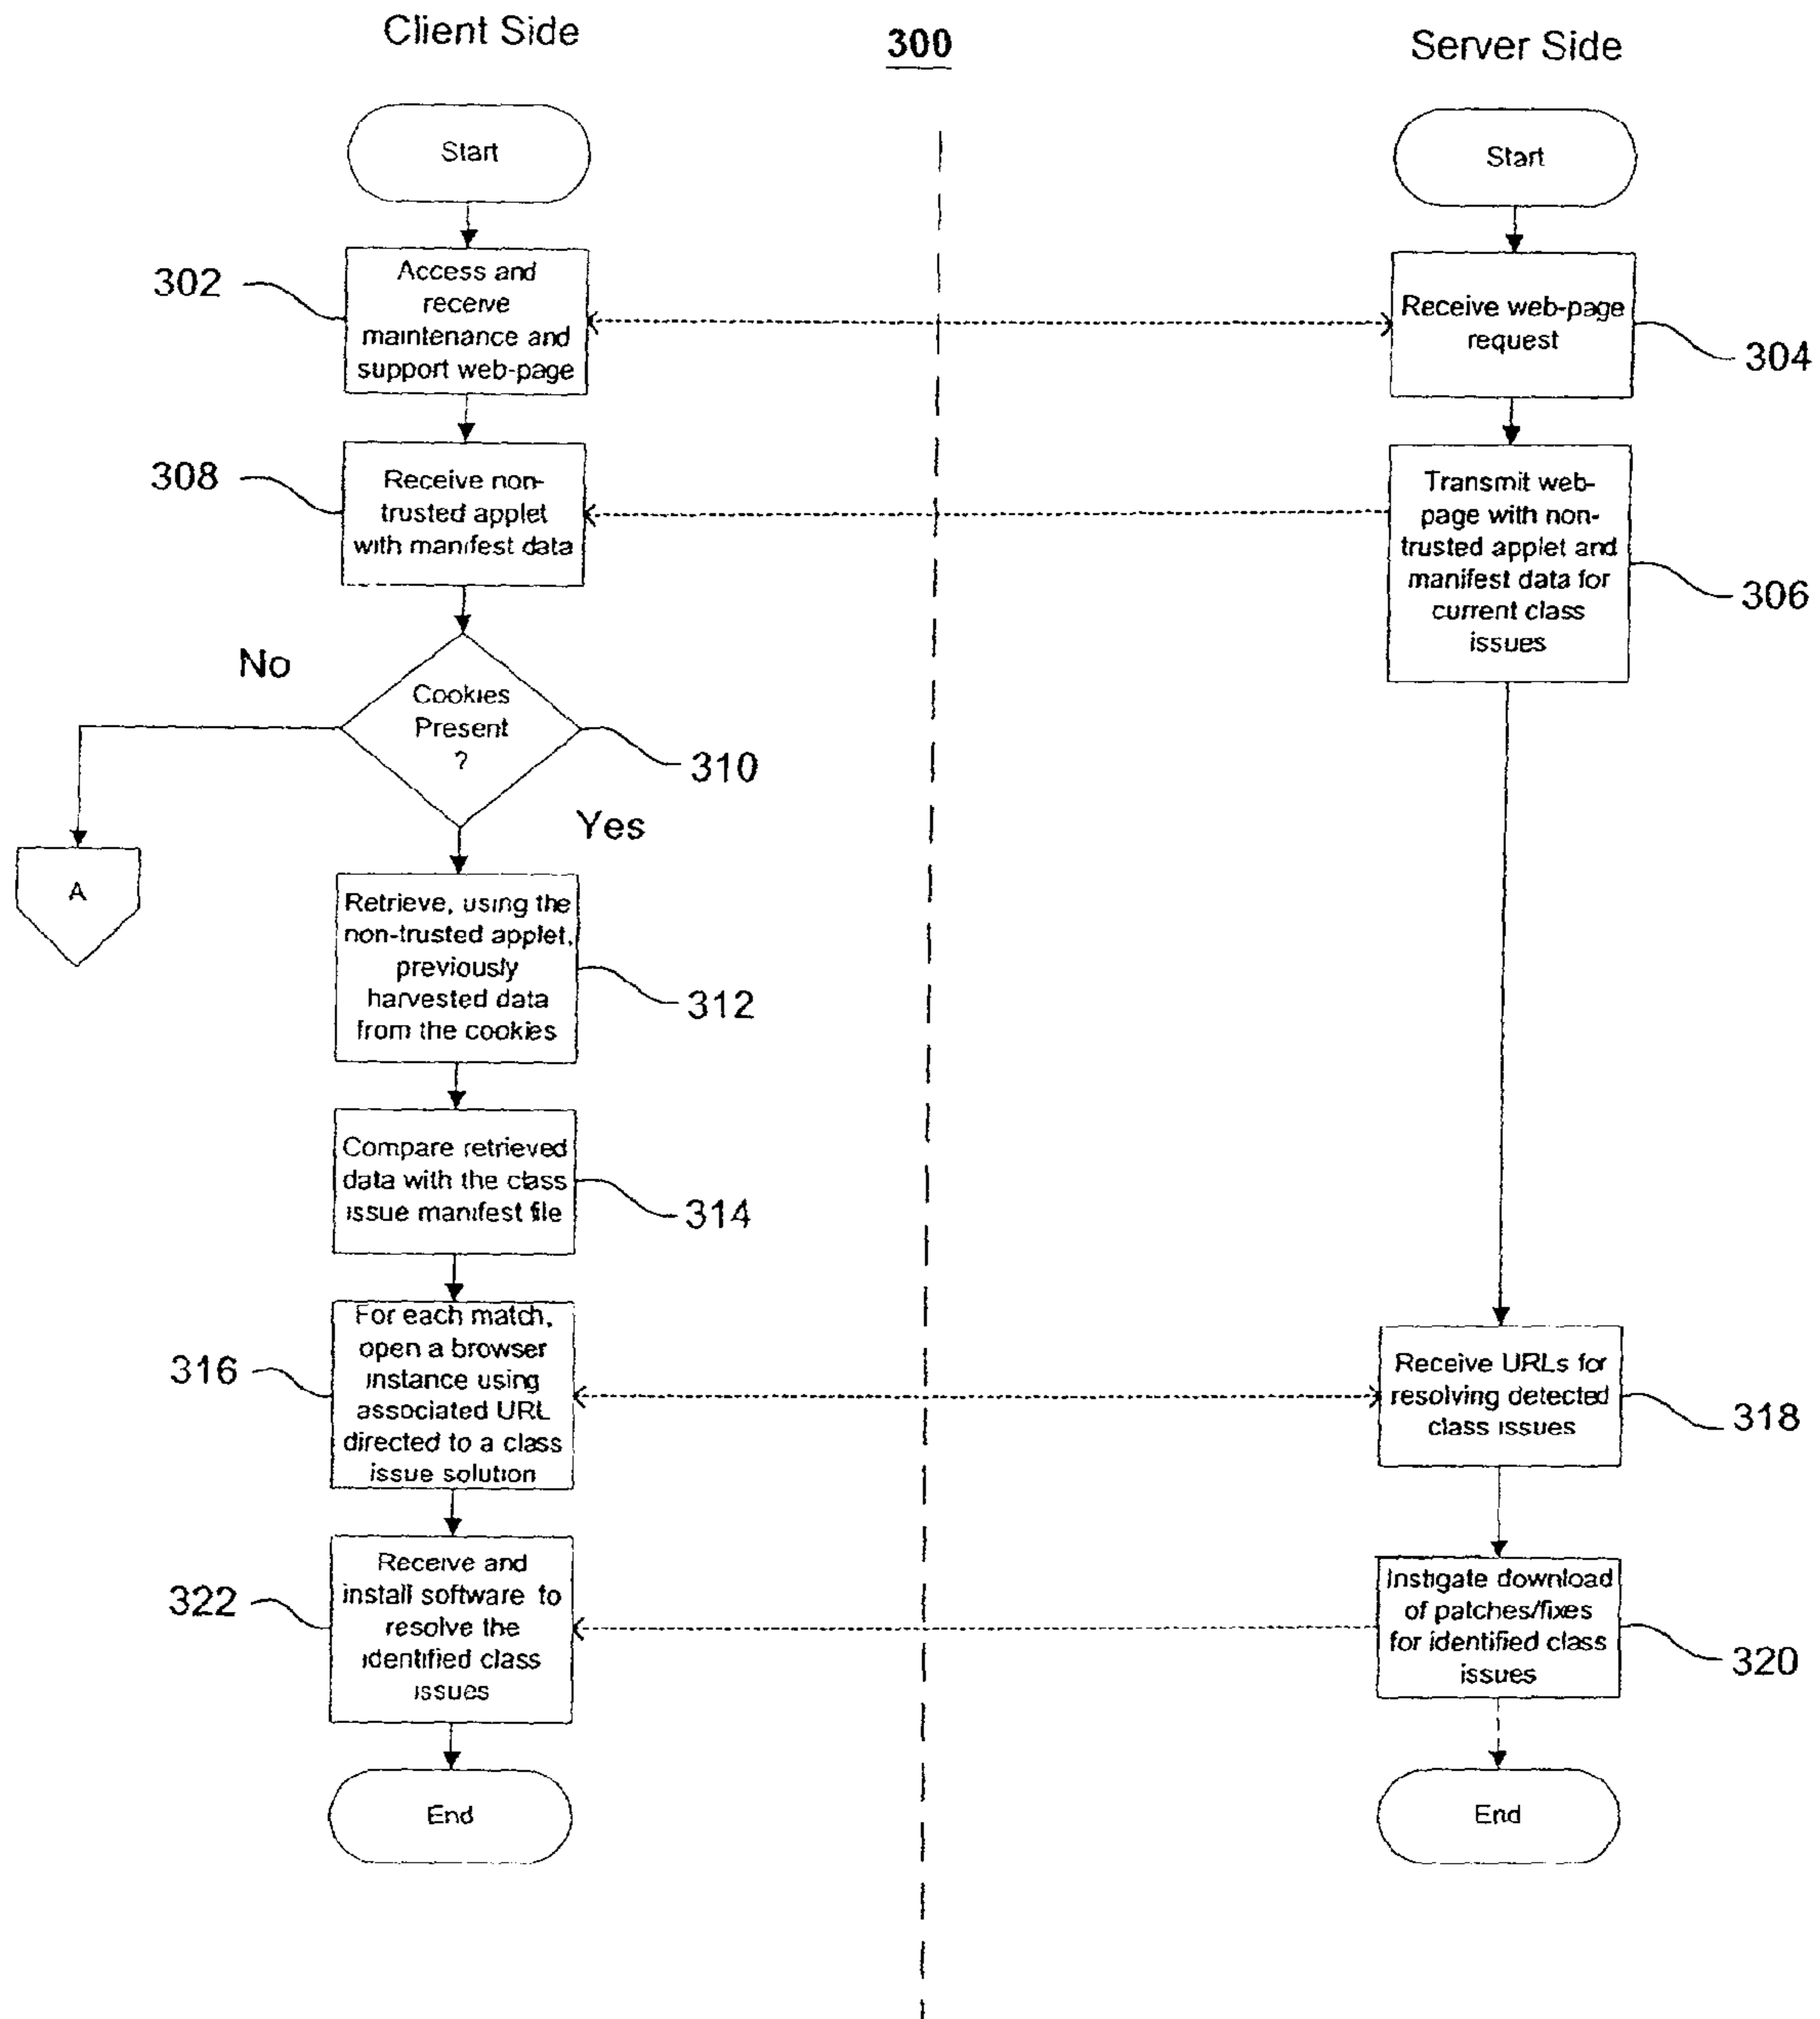 Client Side
300
Server Side
Start
Start
302
Access and
receive
maintenance and
support web-page
Receive web-page
request
304
308
Receive non-
trusted applet
with manifest data
Transmit web-
page with non-
trusted applet and
manifest data for
current class
issues
306
No
Cookies
Present
?
310
Yes
A
Retrieve, using the
non-trusted applet,
previously
harvested data
from the cookies
312
Compare retrieved
data with the class
issue manifest file
314
316
For each match,
open a browser
instance using
associated URL
directed to a class
issue solution
Receive URLs for
resolving detected
class issues
318
322
Receive and
install software to
resolve the
identified class
issues
Instigate download
of patches/fixes
for identified class
issues
320
End
End